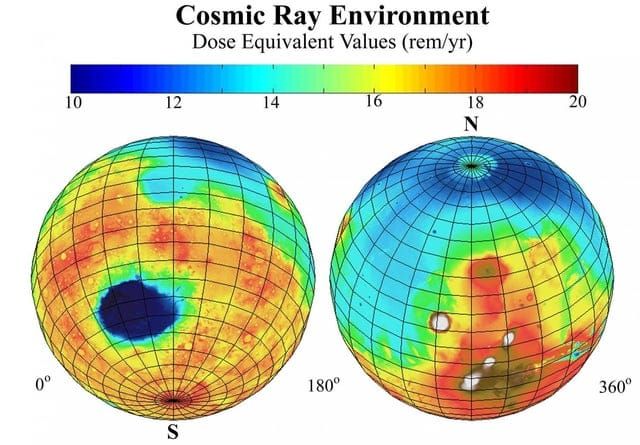 Cosmic Ray Environment
Dose Equivalent Values (rem/yr)
10 12 14 16 18 20
N
0° 180° 360°
S